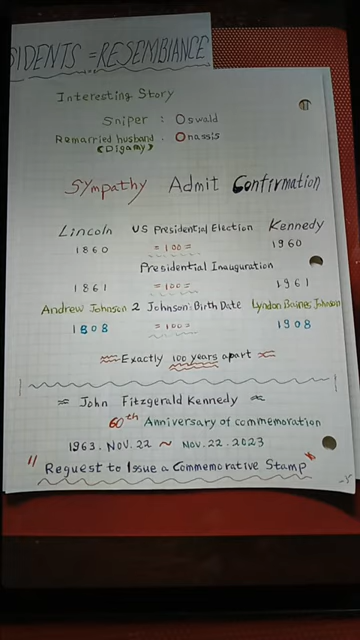 SIDENTS = RESEMBIANCE
Interesting Story
Sniper : Oswald
Remarried husband : Onassis
(Digamy)
Sympathy Admit Confirmation
Lincoln US Presidential Election Kennedy
1860 = 100 = 1960
Presidential Inauguration
1861 = 100 = 1961
Andrew Johnson 2 Johnson: Birth Date Lyndon Baines Johnson
1808 = 100 = 1908
Exactly 100 years apart
John Fitzgerald Kennedy
60th Anniversary of commemoration
1963. NOV. 22 ~ NOV. 22. 2023
" Request to Issue a Commemorative Stamp "
-5